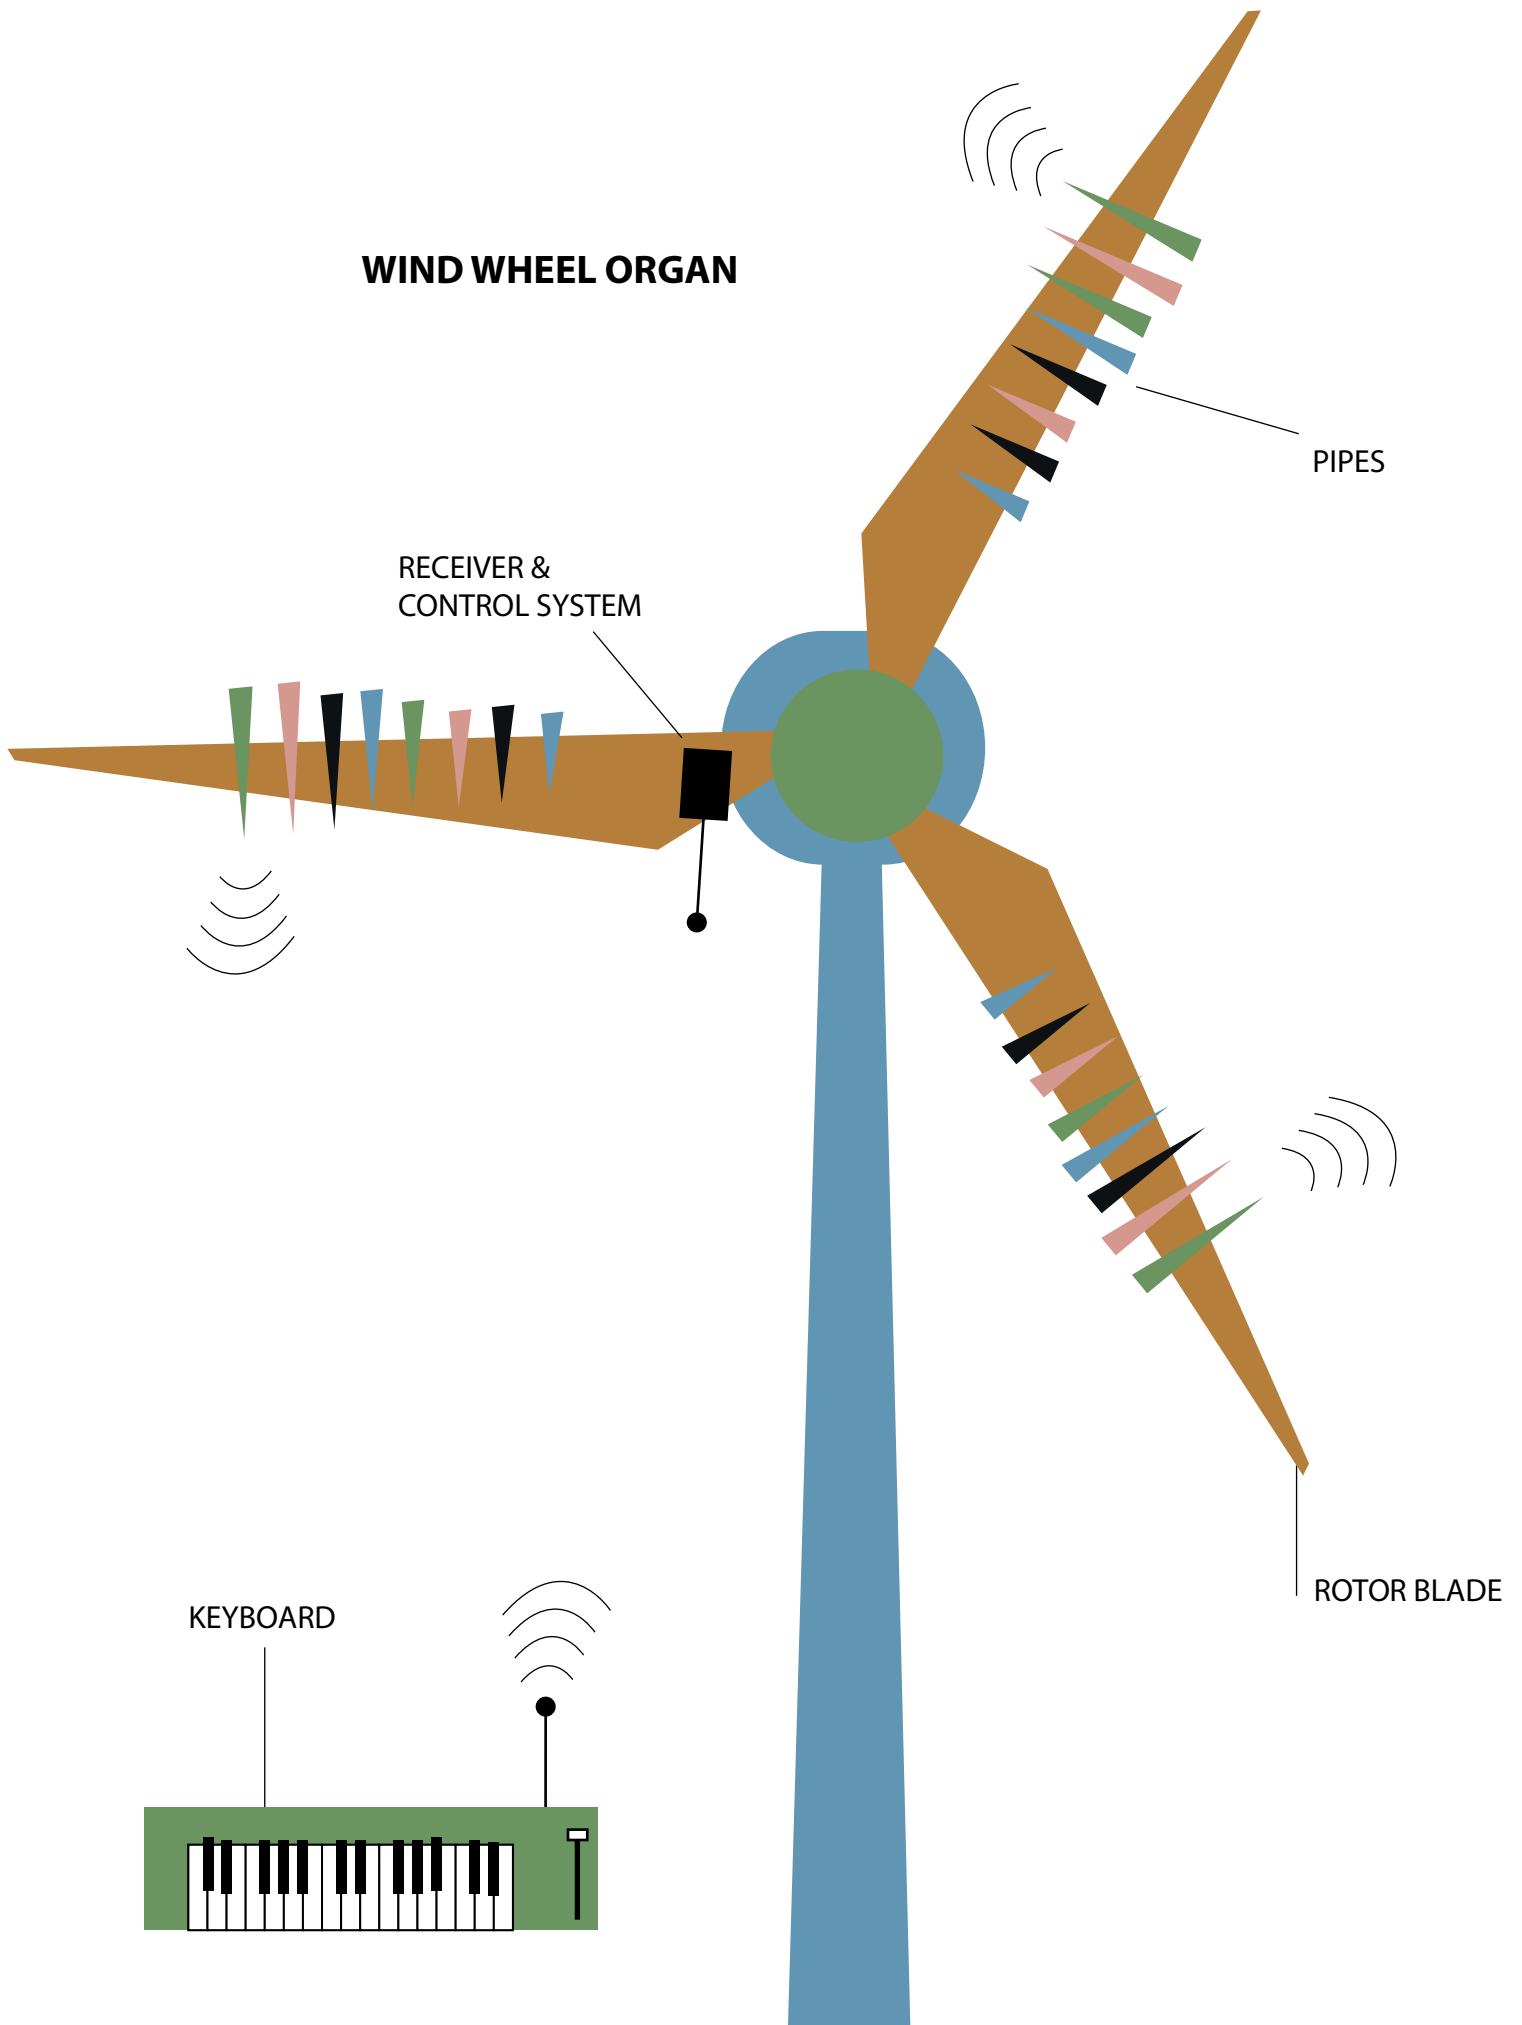 WIND WHEEL ORGAN
PIPES
RECEIVER &
CONTROL SYSTEM
ROTOR BLADE
KEYBOARD